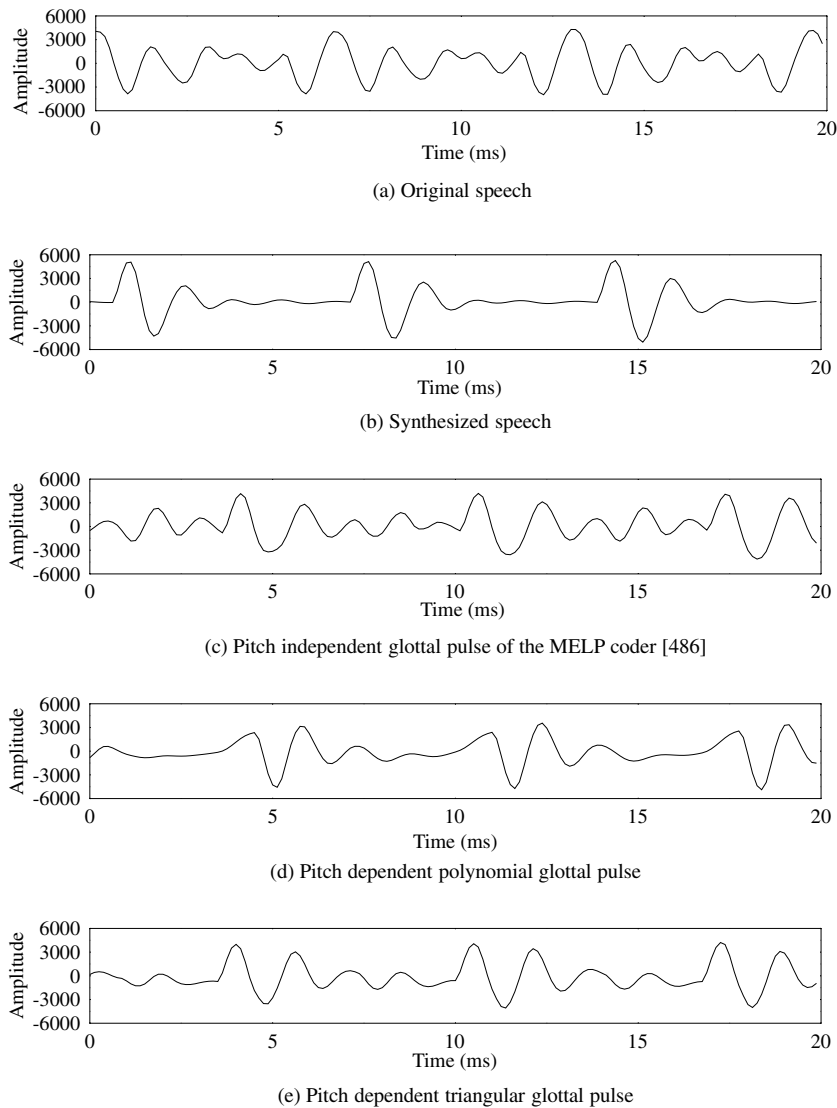 6000
3000
0
-3000
-6000
Amplitude
0 5 10 15 20
Time (ms)
(a) Original speech
6000
3000
0
-3000
-6000
Amplitude
0 5 10 15 20
Time (ms)
(b) Synthesized speech
6000
3000
0
-3000
-6000
Amplitude
0 5 10 15 20
Time (ms)
(c) Pitch independent glottal pulse of the MELP coder [486]
6000
3000
0
-3000
-6000
Amplitude
0 5 10 15 20
Time (ms)
(d) Pitch dependent polynomial glottal pulse
6000
3000
0
-3000
-6000
Amplitude
0 5 10 15 20
Time (ms)
(e) Pitch dependent triangular glottal pulse